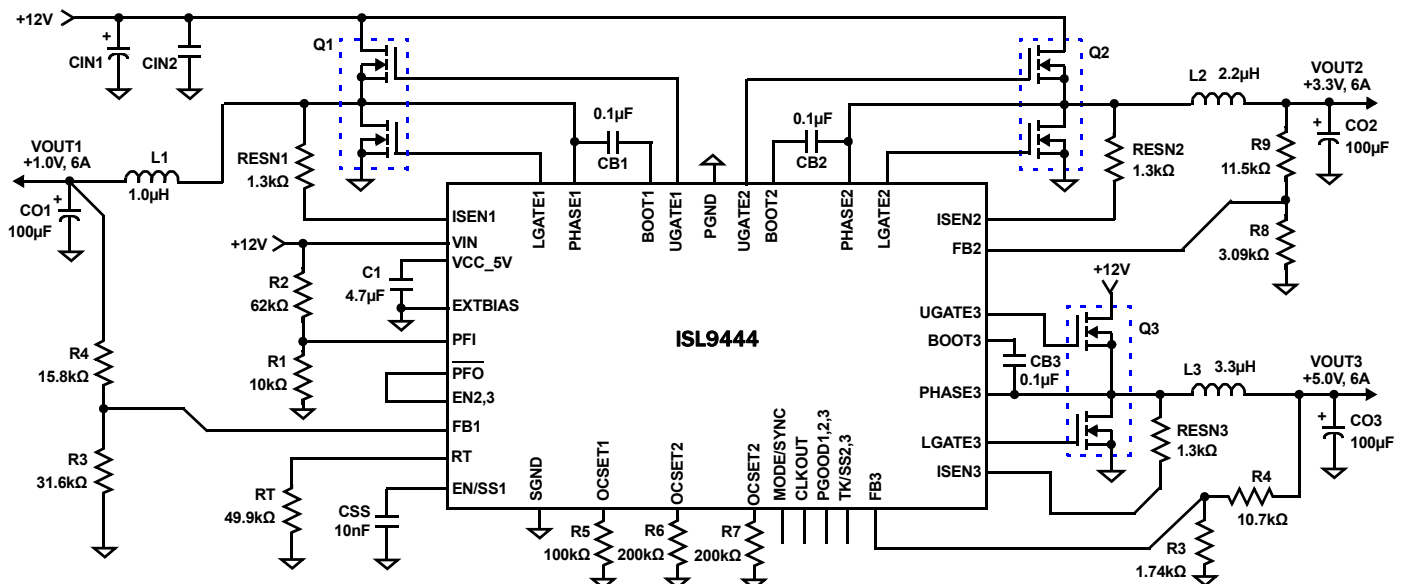 +12V
+
CIN1
CIN2
Q1
Q2
L2
2.2µH
VOUT2
+3.3V, 6A
+
CO2
100µF
R9
11.5kΩ
R8
3.09kΩ
VOUT1
+1.0V, 6A
L1
1.0µH
+
CO1
100µF
RESN1
1.3kΩ
0.1µF
CB1
0.1µF
CB2
RESN2
1.3kΩ
LGATE1
PHASE1
BOOT1
UGATE1
PGND
UGATE2
BOOT2
PHASE2
LGATE2
ISEN1
VIN
VCC_5V
EXTBIAS
PFI
PFO
EN2,3
FB1
RT
EN/SS1
ISEN2
FB2
UGATE3
BOOT3
PHASE3
LGATE3
ISEN3
ISL9444
+12V
R2
62kΩ
R1
10kΩ
C1
4.7µF
R4
15.8kΩ
R3
31.6kΩ
RT
49.9kΩ
CSS
10nF
SGND
OCSET1
OCSET2
OCSET2
MODE/SYNC
CLKOUT
PGOOD1,2,3
TK/SS2,3
FB3
R5
100kΩ
R6
200kΩ
R7
200kΩ
+12V
Q3
CB3
0.1µF
L3
3.3µH
VOUT3
+5.0V, 6A
+
CO3
100µF
RESN3
1.3kΩ
R4
10.7kΩ
R3
1.74kΩ